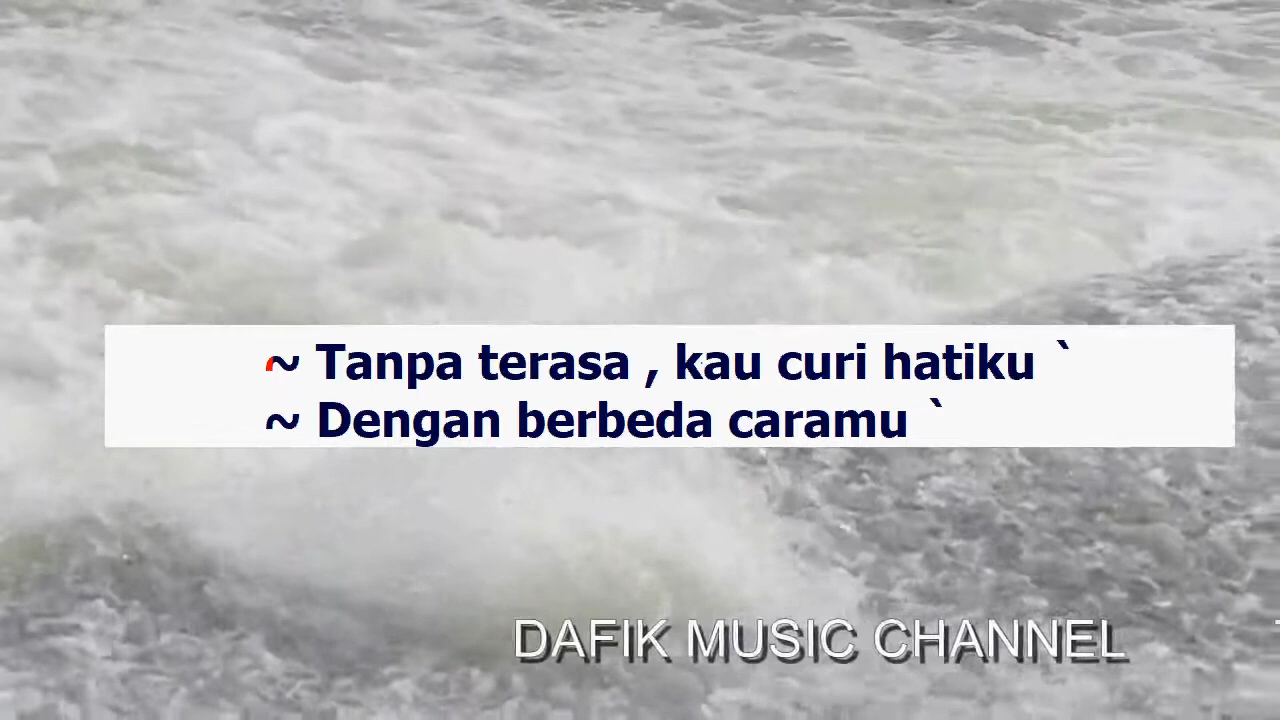 ~ Tanpa terasa , kau curi hatiku `
~ Dengan berbeda caramu `
DAFIK MUSIC CHANNEL